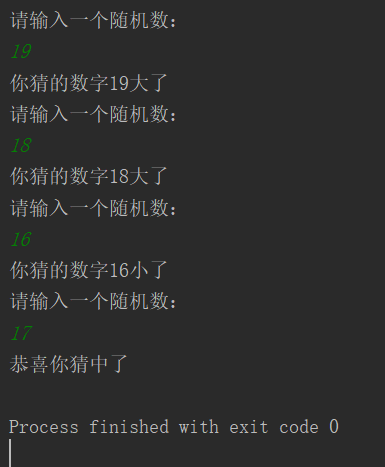 请输入一个随机数:
19
你猜的数字19大了
请输入一个随机数:
18
你猜的数字18大了
请输入一个随机数:
16
你猜的数字16小了
请输入一个随机数:
17
恭喜你猜中了
Process finished with exit code 0